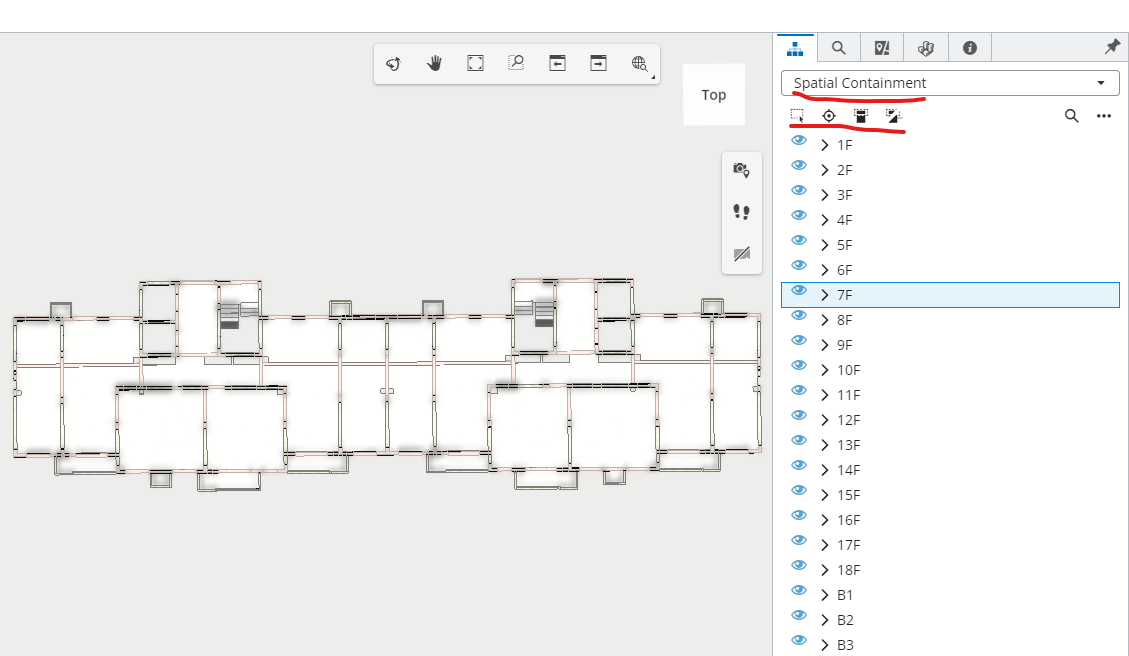 Top
Spatial Containment
1F
2F
3F
4F
5F
6F
7F
8F
9F
10F
11F
12F
13F
14F
15F
16F
17F
18F
B1
B2
B3